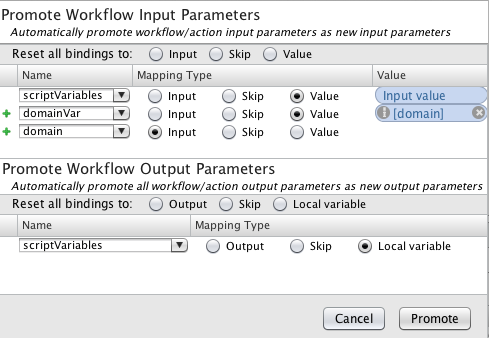 Promote Workflow Input Parameters
Automatically promote workflow/action input parameters as new input parameters
Reset all bindings to: Input Skip Value
Name Mapping Type Value
scriptVariables Input Skip Value Input value
domainVar Input Skip Value [domain]
domain Input Skip Value
Promote Workflow Output Parameters
Automatically promote all workflow/action output parameters as new output parameters
Reset all bindings to: Output Skip Local variable
Name Mapping Type
scriptVariables Output Skip Local variable
Cancel Promote